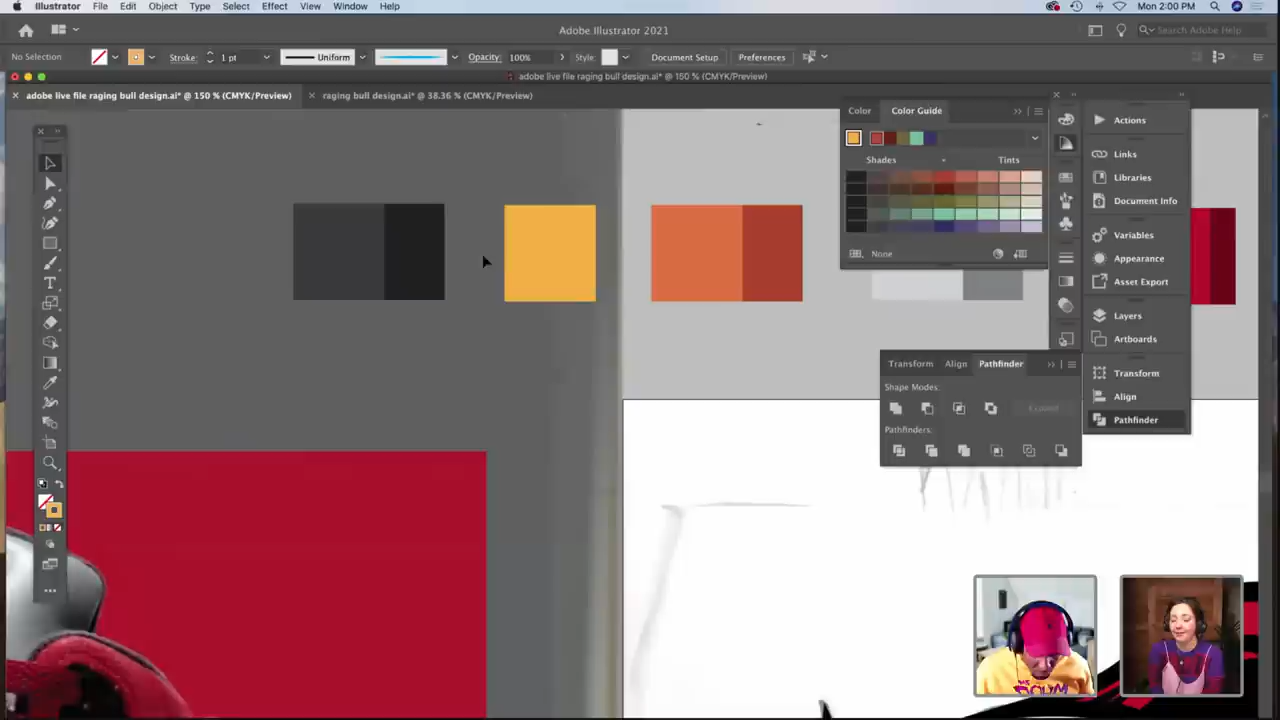 Illustrator File Edit Object Type Select Effect View Window Help Mon 2:00 PM
Adobe Illustrator 2021 Search Adobe Help
No Selection Stroke: 1 pt Uniform Opacity: 100% Style: Document Setup Preferences
adobe live file raging bull design.ai* @ 150 % (CMYK/Preview)
adobe live file raging bull design.ai* @ 150 % (CMYK/Preview) raging bull design.ai* @ 38.36 % (CMYK/Preview)
Color Color Guide
Shades Tints
None
Actions
Links
Libraries
Document Info
Variables
Appearance
Asset Export
Layers
Artboards
Transform
Align
Pathfinder
Transform Align Pathfinder
Shape Modes:
Expand
Pathfinders: